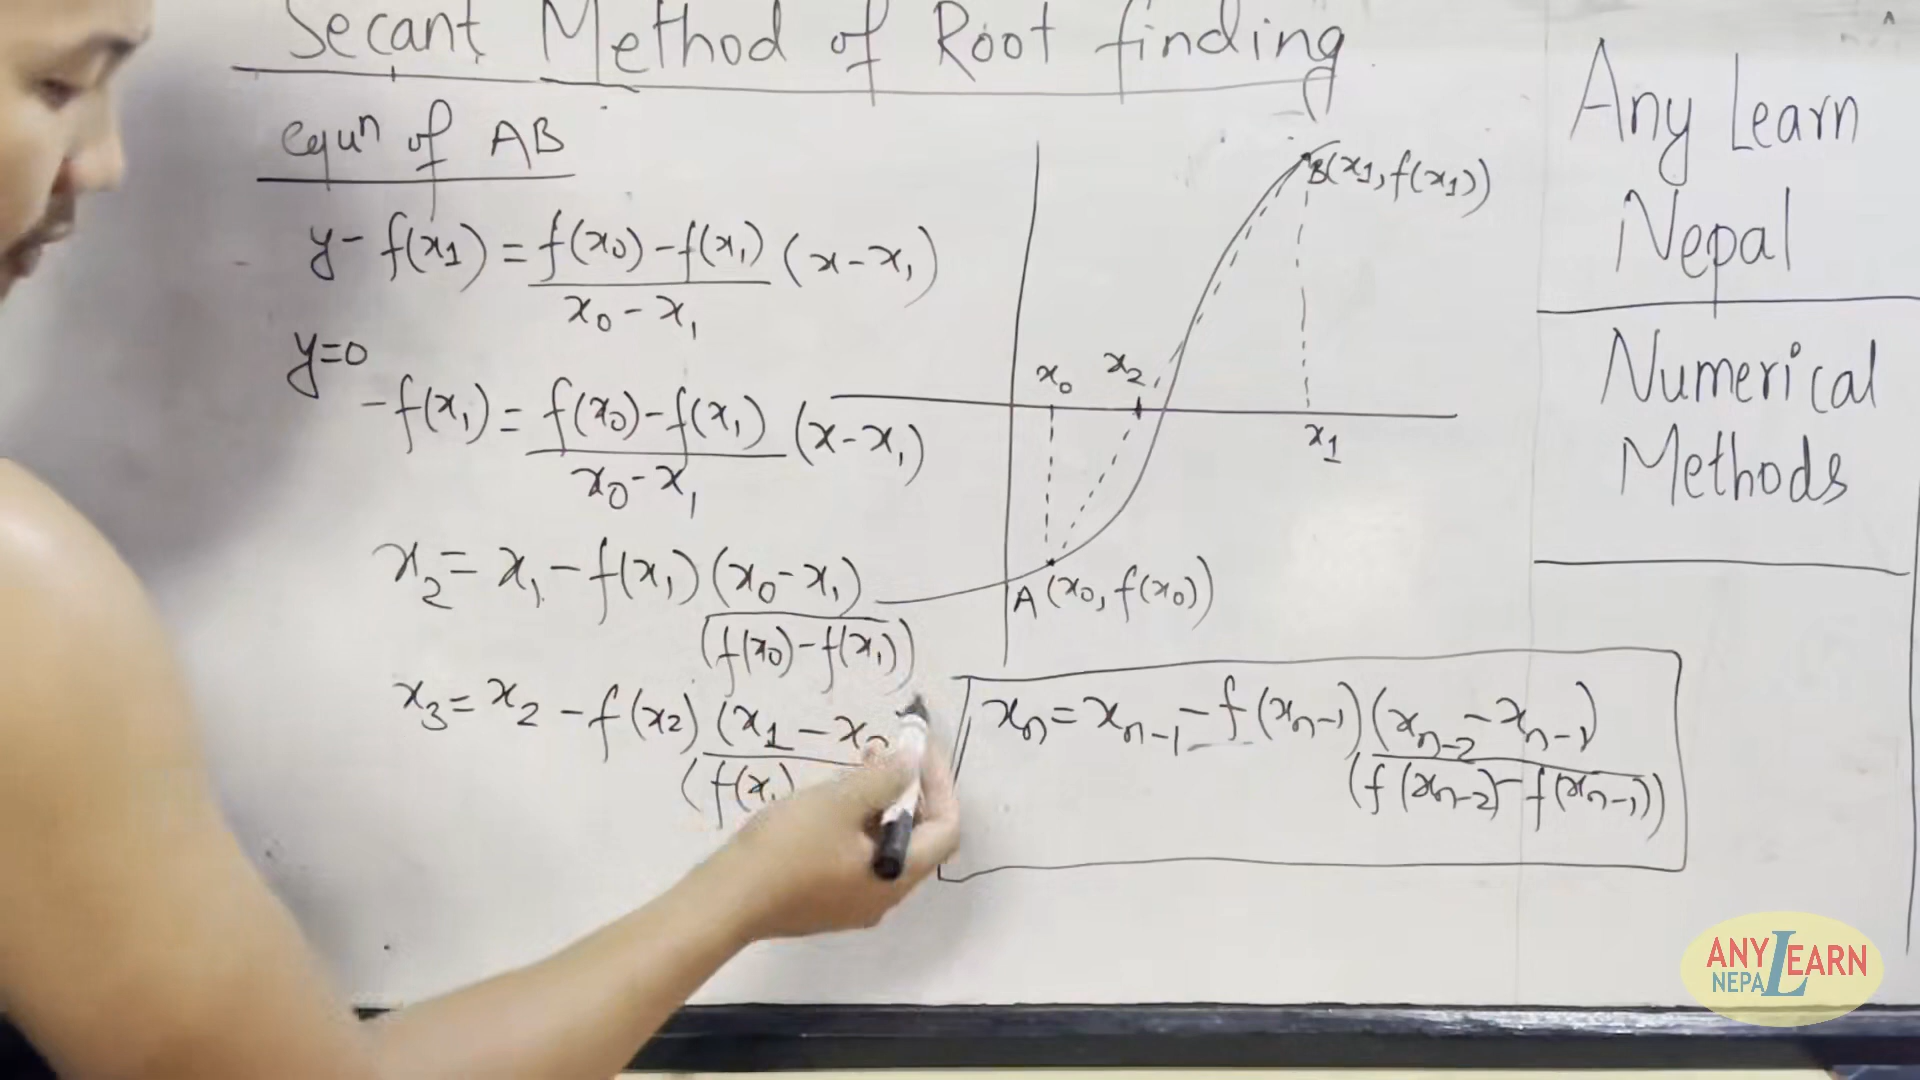 Secant Method of Root finding
equⁿ of AB
y - f(x1) = f(x0) - f(x1) (x - x1)
x0 - x1
y=0
- f(x1) = f(x0) - f(x1) (x - x1)
x0 - x1
x2 = x1 - f(x1) (x0 - x1)
(f(x0) - f(x1))
x3 = x2 - f(x2) (x1 - x2
(f(x1)
B(x1, f(x1))
x0
x2
x1
A (x0, f(x0))
xn = xn-1 - f(xn-1) (xn-2 - xn-1)
(f(xn-2) - f(xn-1))
Any Learn
Nepal
Numerical
Methods
ANY LEARN
NEPAL